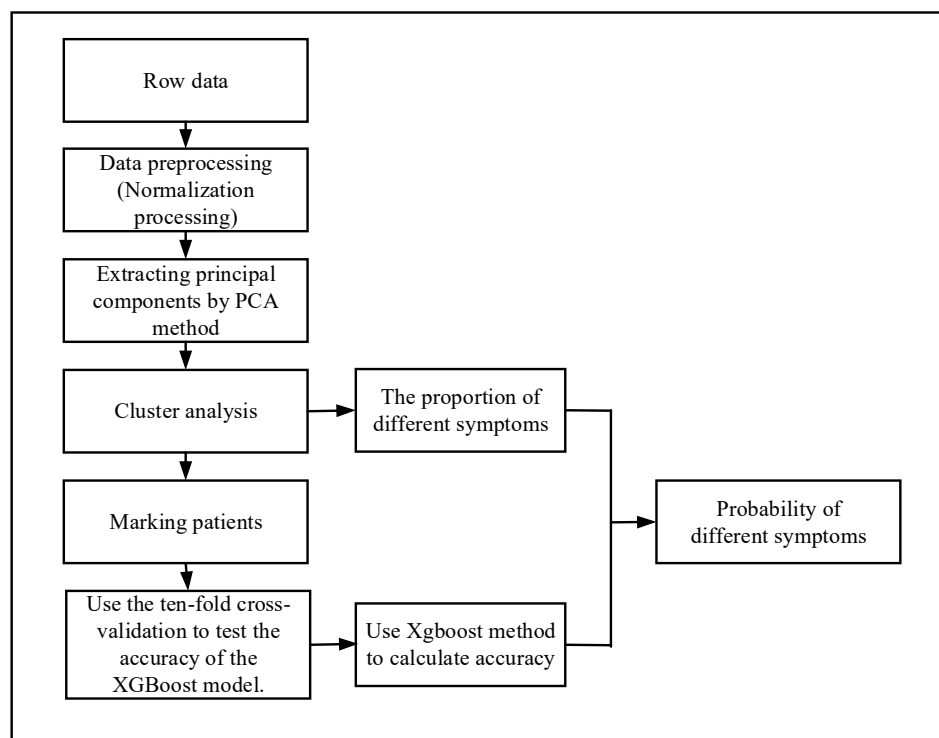 Row data
Data preprocessing
(Normalization
processing)
Extracting principal
components by PCA
method
Cluster analysis
The proportion of
different symptoms
Marking patients
Probability of
different symptoms
Use the ten-fold cross-
validation to test the
accuracy of the
XGBoost model.
Use Xgboost method
to calculate accuracy